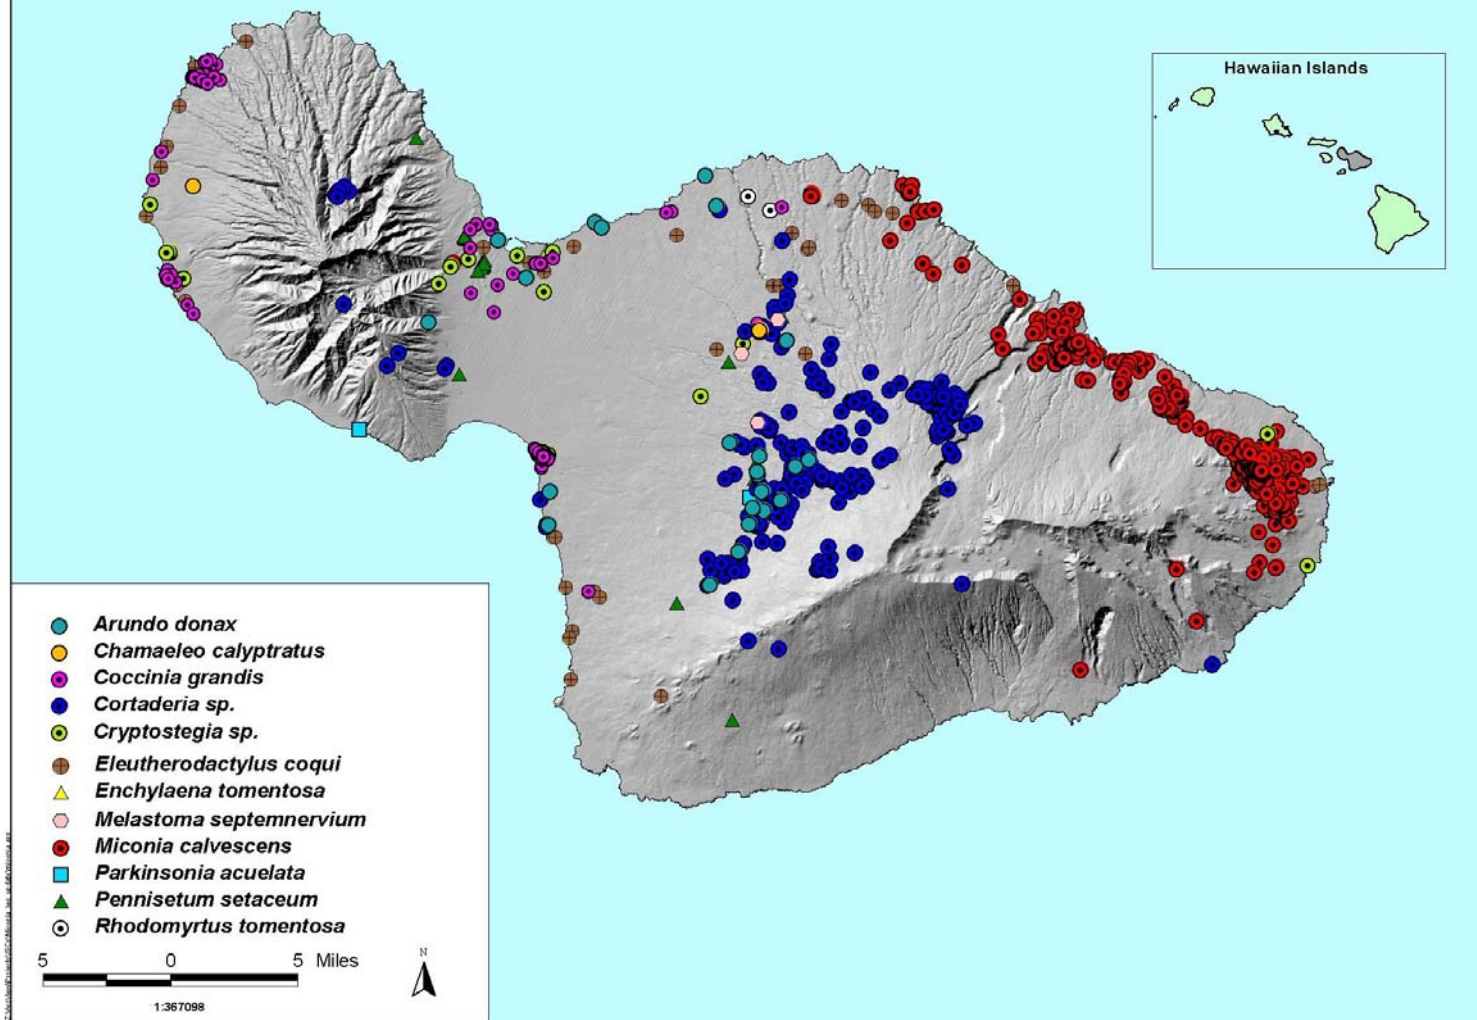 Hawaiian Islands
Arundo donax
Chamaeleo calyptratus
Coccinia grandis
Cortaderia sp.
Cryptostegia sp.
Eleutherodactylus coqui
Enchylaena tomentosa
Melastoma septemnervium
Miconia calvescens
Parkinsonia acuelata
Pennisetum setaceum
Rhodomyrtus tomentosa
5 0 5 Miles
N
1:367098